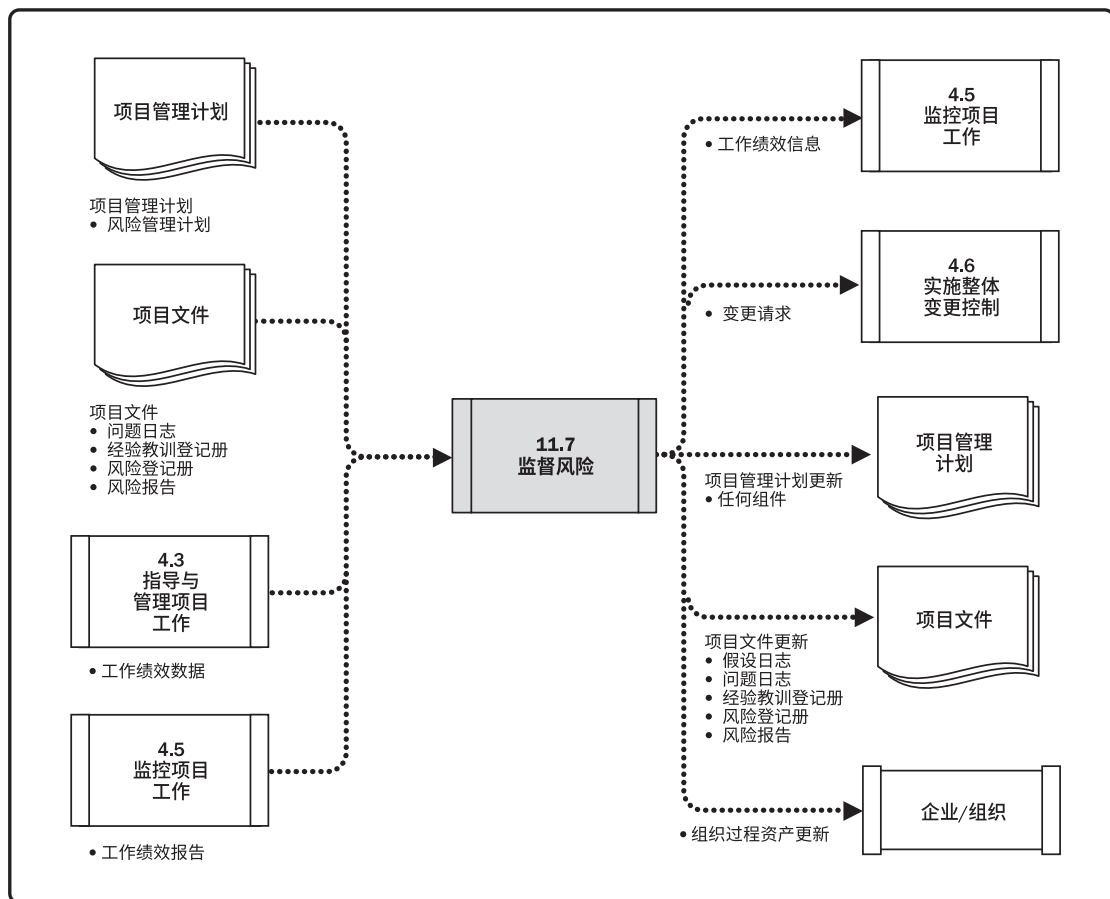 项目管理计划
项目管理计划
• 风险管理计划
项目文件
项目文件
• 问题日志
• 经验教训登记册
• 风险登记册
• 风险报告
4.3
指导与
管理项目
工作
• 工作绩效数据
4.5
监控项目
工作
• 工作绩效报告
11.7
监督风险
4.5
监控项目
工作
• 工作绩效信息
4.6
实施整体
变更控制
• 变更请求
项目管理
计划
项目管理计划更新
• 任何组件
项目文件
项目文件更新
• 假设日志
• 问题日志
• 经验教训登记册
• 风险登记册
• 风险报告
企业/组织
• 组织过程资产更新